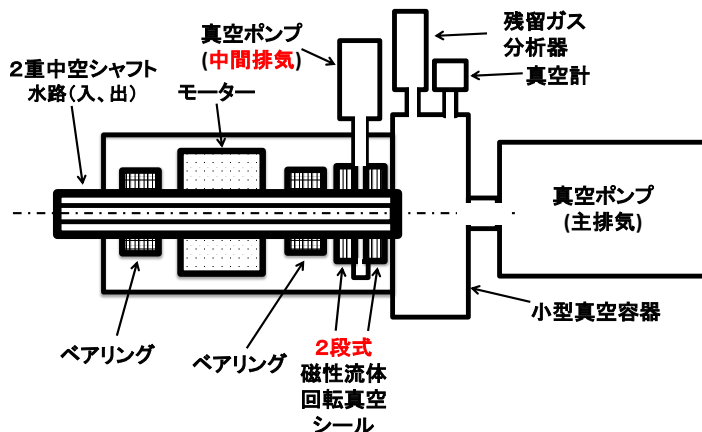 2重中空シャフト
水路(入、出)
モーター
真空ポンプ
(中間排気)
残留ガス
分析器
真空計
真空ポンプ
(主排気)
小型真空容器
ベアリング
ベアリング
2段式
磁性流体
回転真空
シール